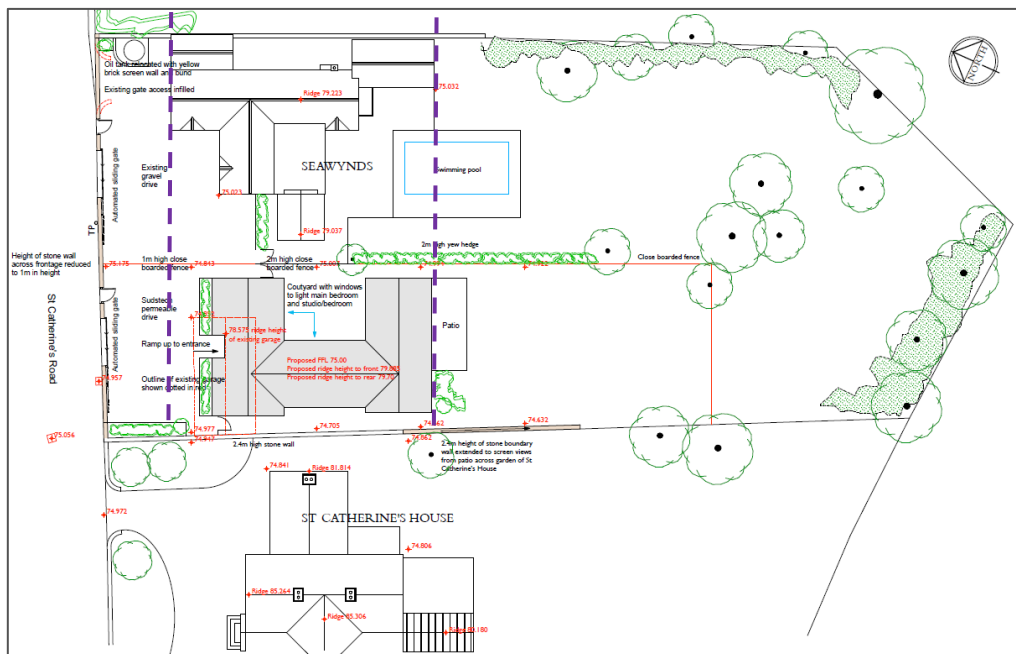 Oil tank relocated with yellow
brick screen wall and bund
Existing gate access infilled
Ridge 79.223
75.032
NORTH
Automated sliding gate
Existing
gravel
drive
SEAWYNDS
Swimming pool
75.023
TP
Ridge 79.037
2m high yew hedge
Height of stone wall
across frontage reduced
to 1m in height
1m high close
boarded fence
2m high close
boarded fence
Close boarded fence
75.175
74.843
St Catherine's Road
Automated sliding gate
Sudstech
permeable
drive
Coutyard with windows
to light main bedroom
and studio/bedroom
78.575 ridge height
of existing garage
Patio
Ramp up to entrance
Proposed FFL 75.00
Proposed ridge height to front
Proposed ridge height to rear
Outline of existing garage
shown dotted in red
75.056
74.977
74.705
74.632
2.4m high stone wall
74.862
2.4m height of stone boundary
wall extended to screen views
from patio across garden of St
Catherine's House
74.841
Ridge 81.814
74.972
ST CATHERINE'S HOUSE
74.806
Ridge 85.264
Ridge 85.306